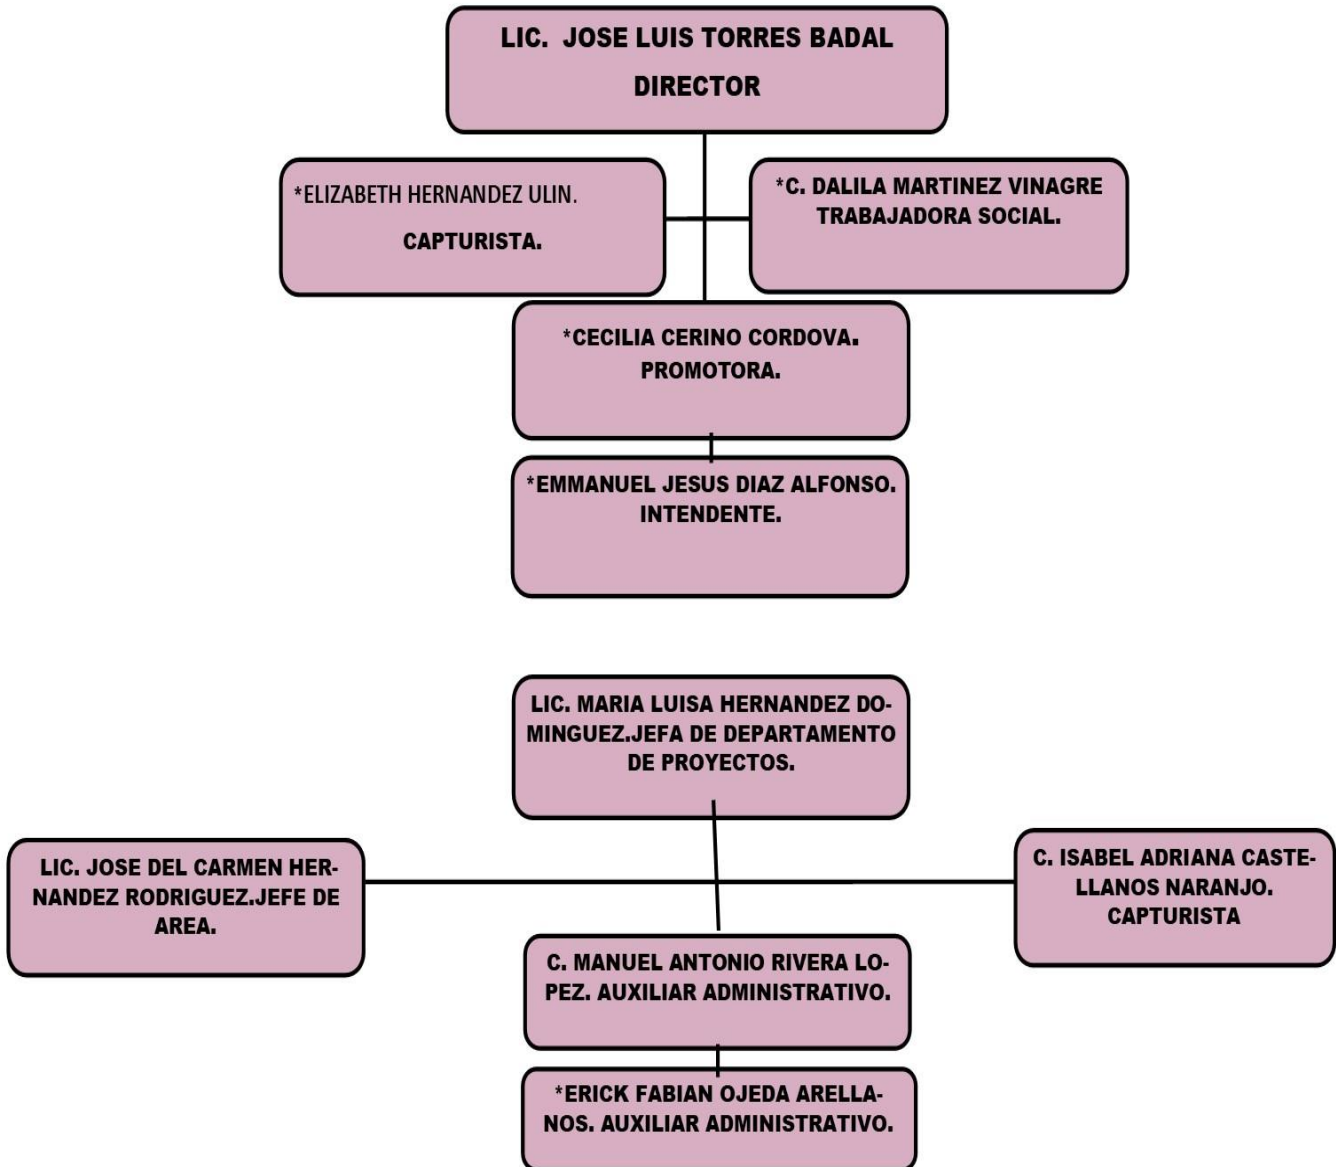 LIC. JOSE LUIS TORRES BADAL
DIRECTOR
*ELIZABETH HERNANDEZ ULIN.
CAPTURISTA.
*C. DALILA MARTINEZ VINAGRE
TRABAJADORA SOCIAL.
*CECILIA CERINO CORDOVA.
PROMOTORA.
*EMMANUEL JESUS DIAZ ALFONSO.
INTENDENTE.
LIC. MARIA LUISA HERNANDEZ DO-
MINGUEZ.JEFA DE DEPARTAMENTO
DE PROYECTOS.
LIC. JOSE DEL CARMEN HER-
NANDEZ RODRIGUEZ.JEFE DE
AREA.
C. ISABEL ADRIANA CASTE-
LLANOS NARANJO.
CAPTURISTA
C. MANUEL ANTONIO RIVERA LO-
PEZ. AUXILIAR ADMINISTRATIVO.
*ERICK FABIAN OJEDA ARELLA-
NOS. AUXILIAR ADMINISTRATIVO.